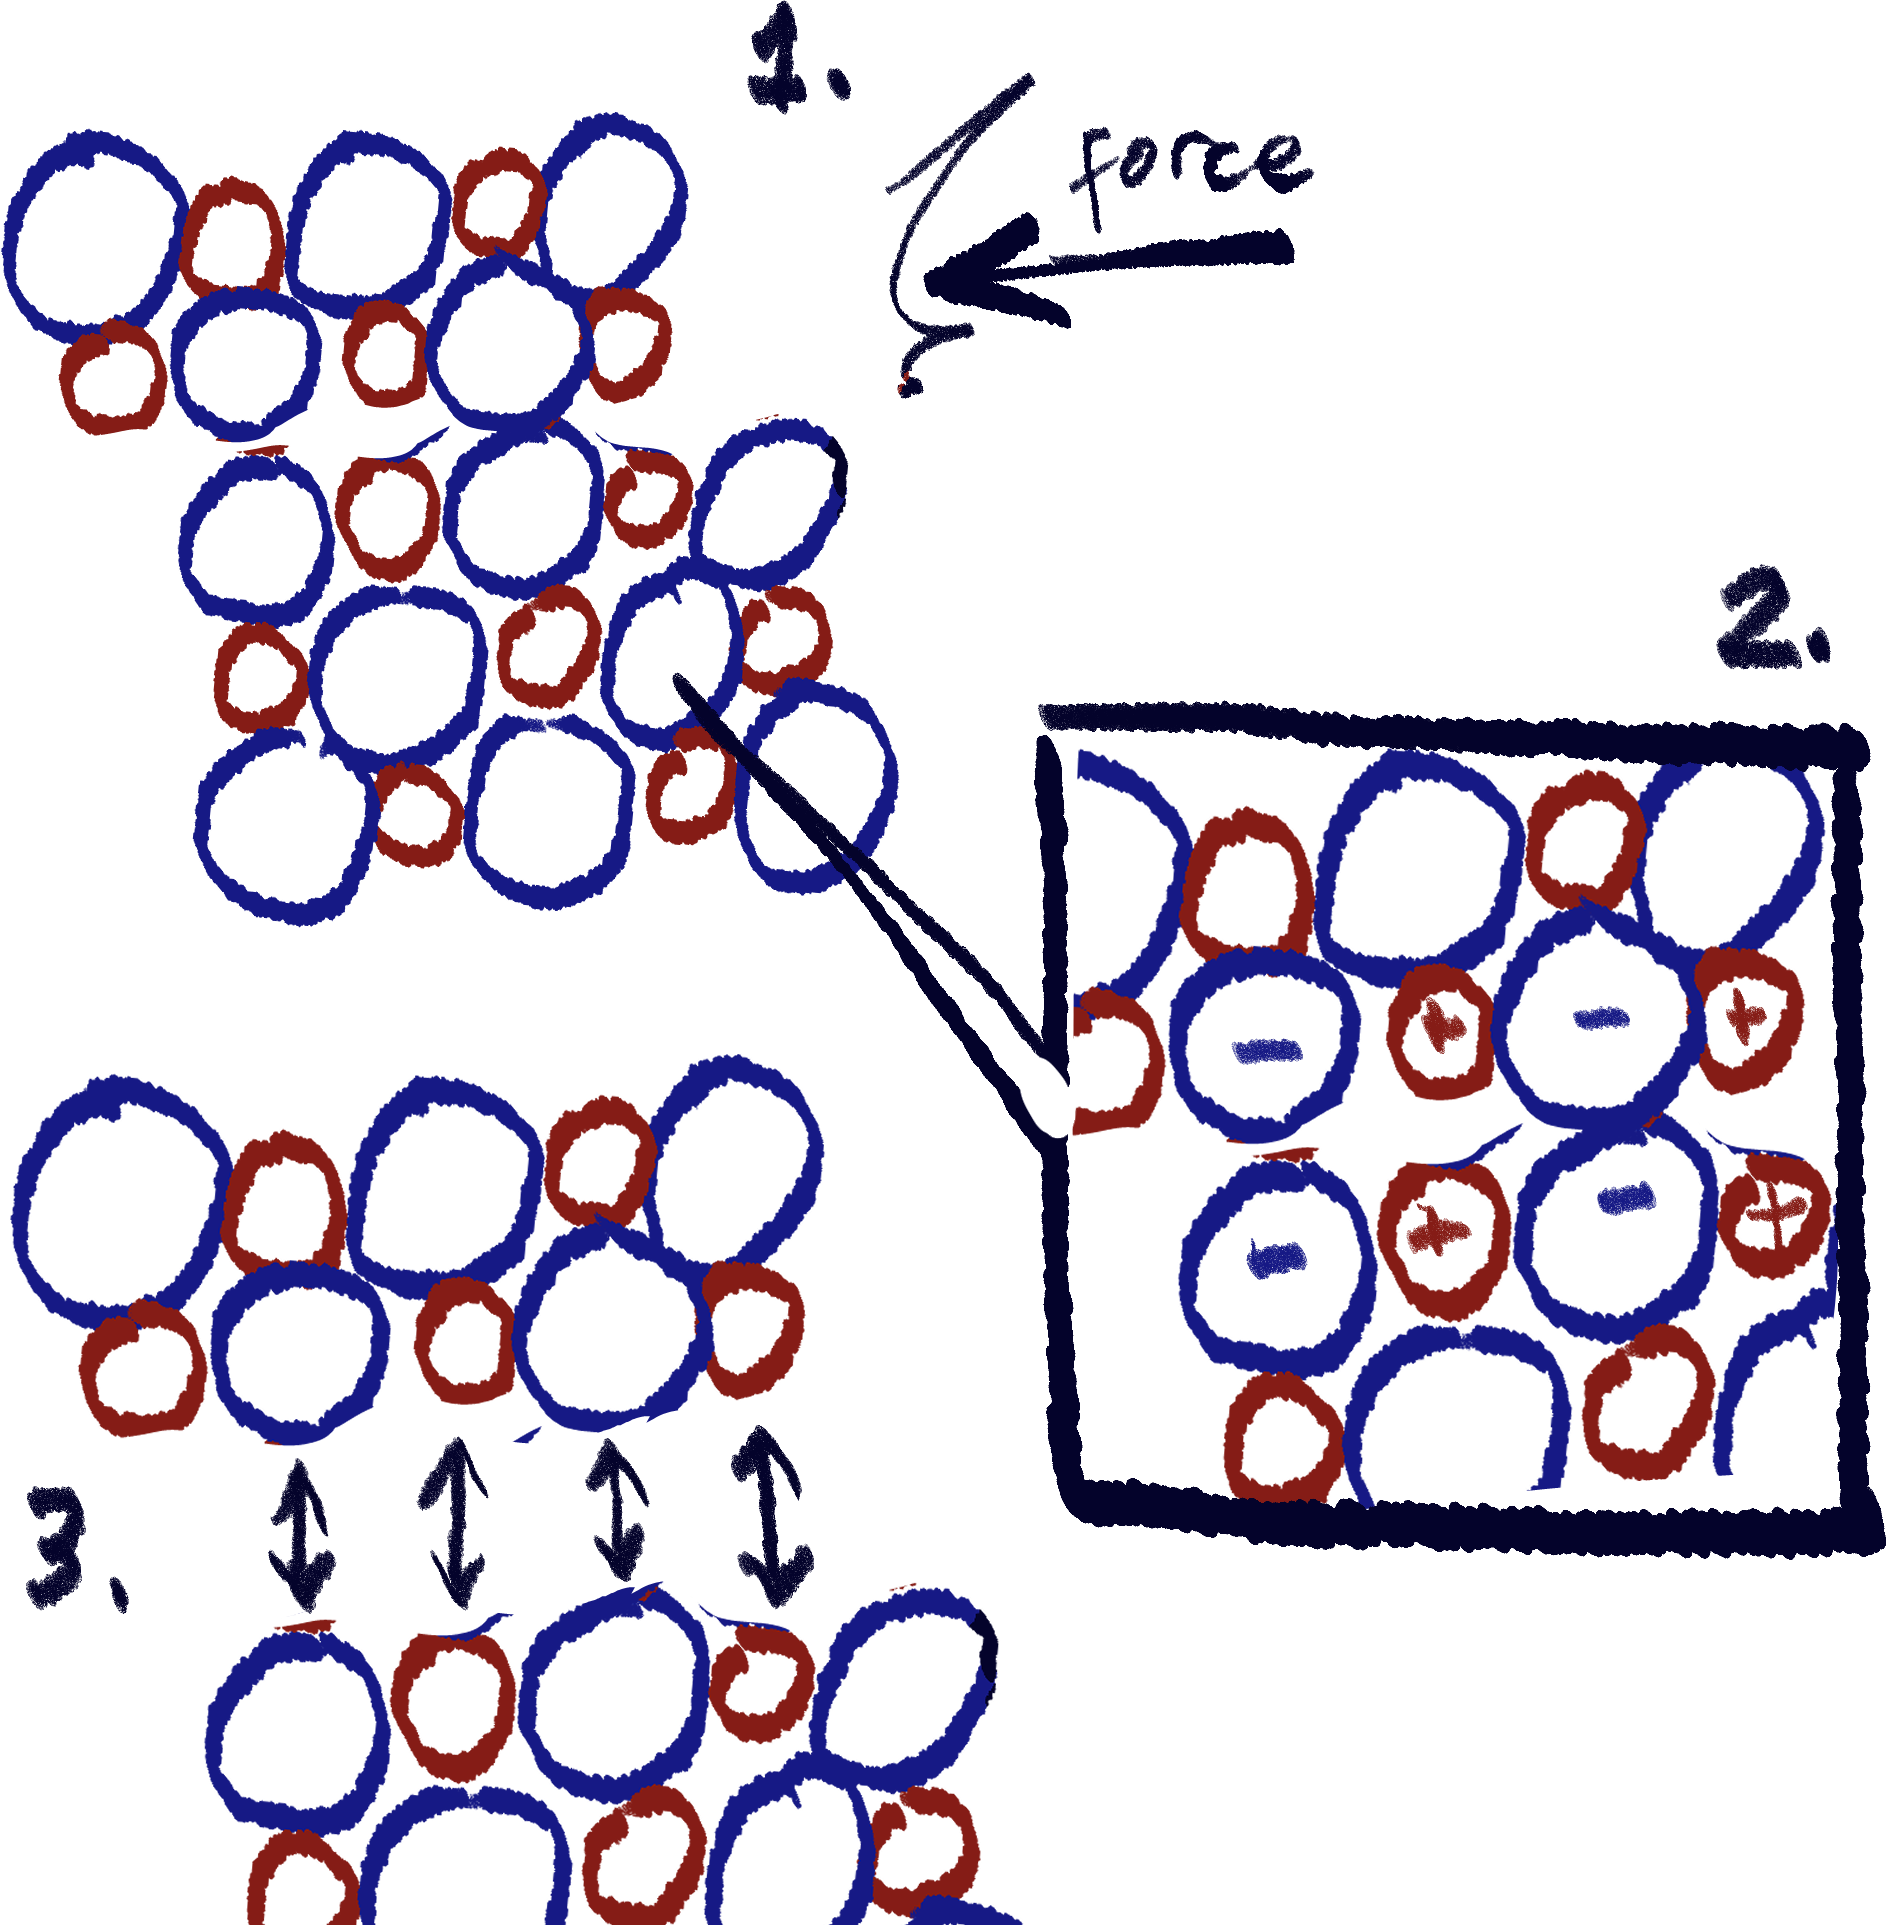 1.
force
2.
- + - +
- + - +
3.